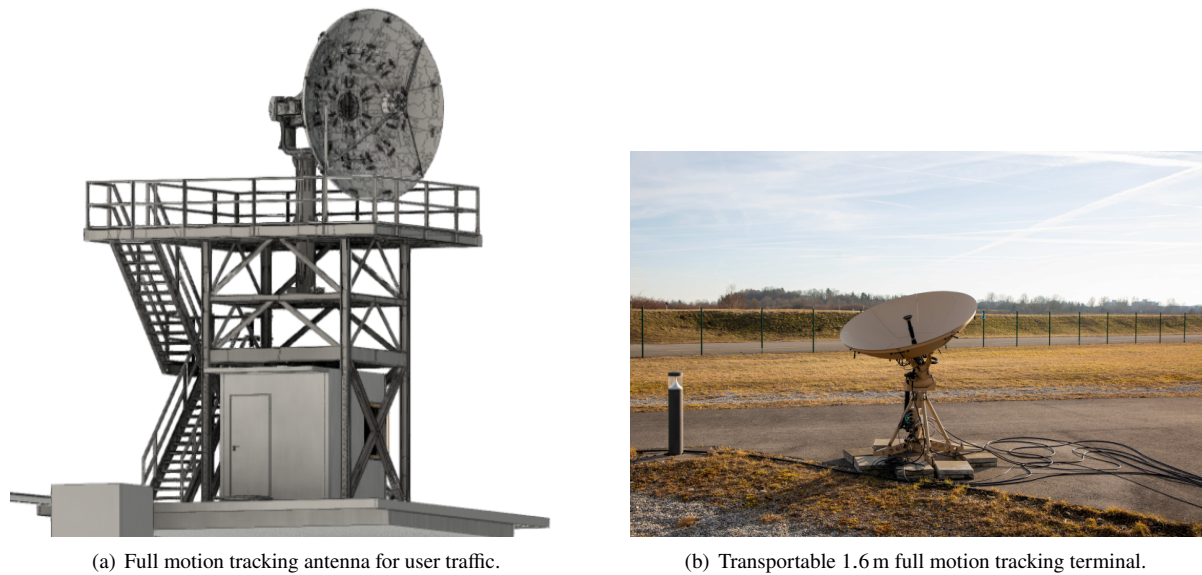 (a) Full motion tracking antenna for user traffic.
(b) Transportable 1.6 m full motion tracking terminal.